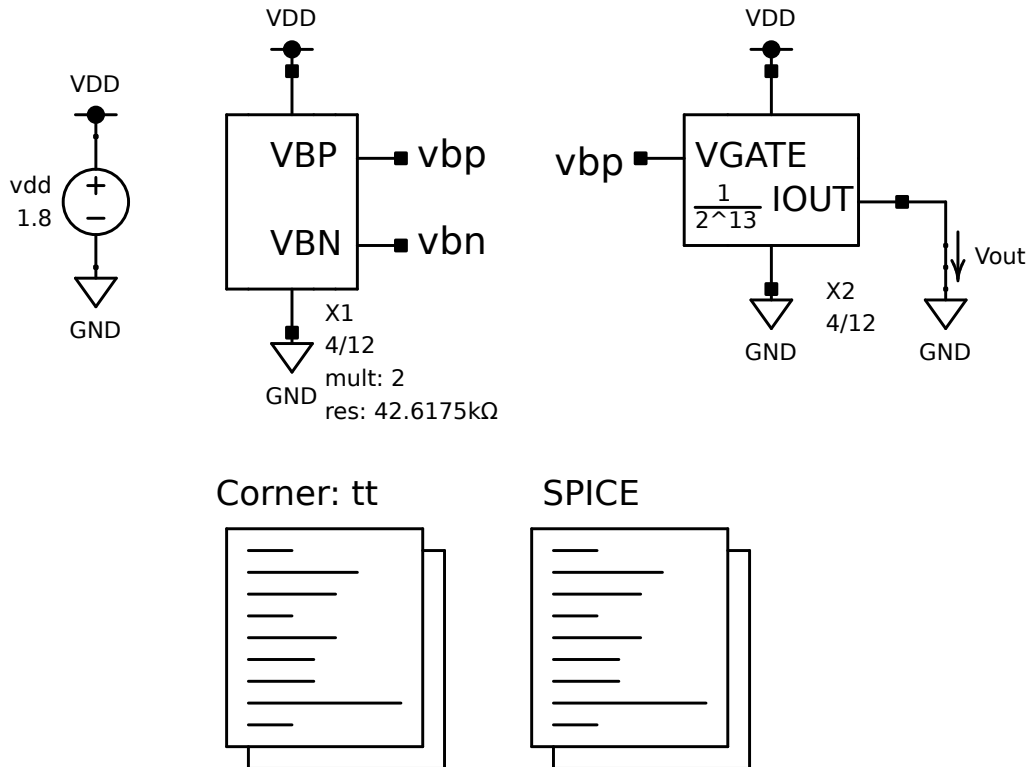 VDD
VDD
VDD
vdd
1.8
GND
VBP
vbp
VBN
vbn
X1
4/12
mult: 2
res: 42.6175kΩ
GND
vbp
VGATE
1
2^13
IOUT
Vout
X2
4/12
GND
GND
Corner: tt
SPICE